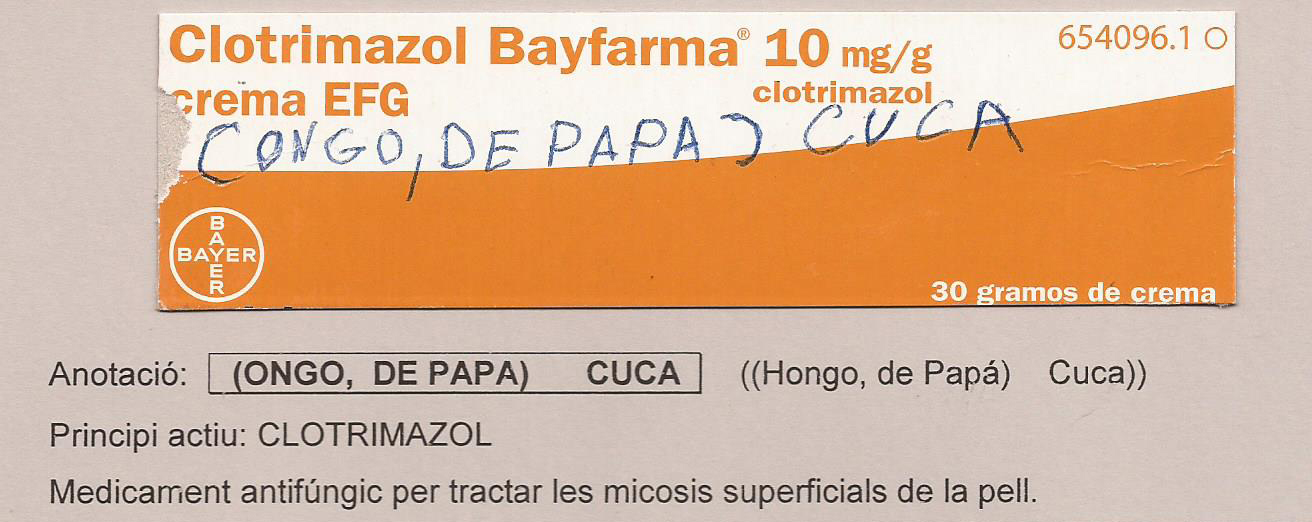 Clotrimazol Bayfarma® 10 mg/g 654096.1 O
crema EFG clotrimazol
(ONGO, DE PAPA) CUCA
BAYER
BAYER
30 gramos de crema
Anotació: (ONGO, DE PAPA) CUCA ((Hongo, de Papá) Cuca))
Principi actiu: CLOTRIMAZOL
Medicament antifúngic per tractar les micosis superficials de la pell.